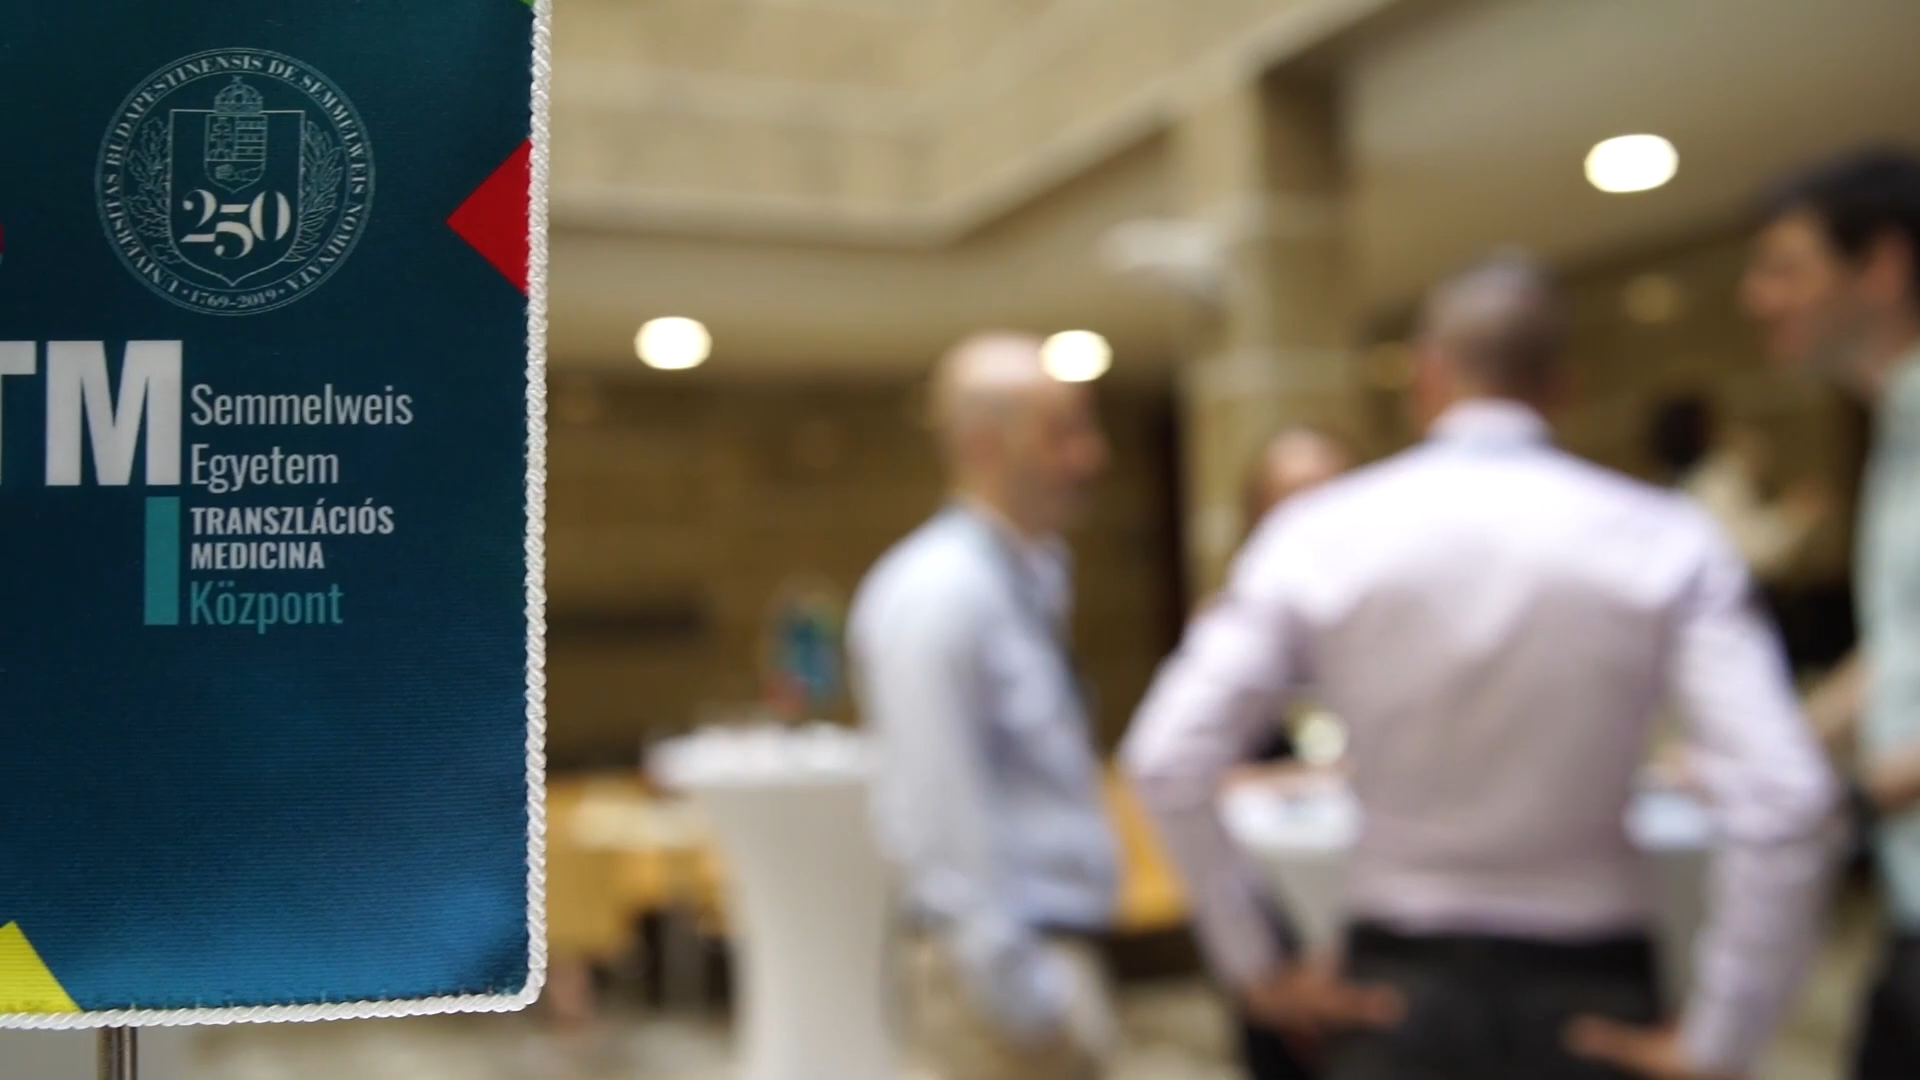 UNIVERSITAS BUDAPESTINENSIS DE SEMMELWEIS NOMINATA
250
• 1769-2019 •
TM
Semmelweis
Egyetem
TRANSZLÁCIÓS
MEDICINA
Központ